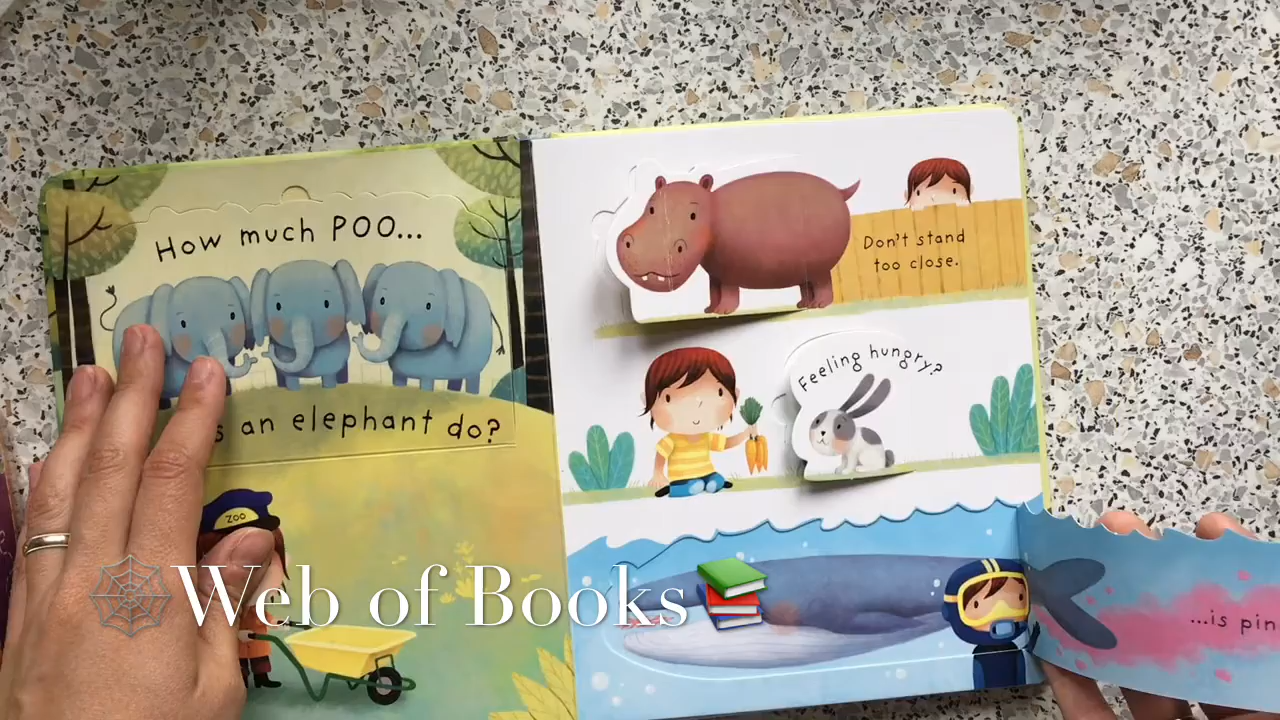 How much POO...
s an elephant do?
ZOO
Don't stand
too close.
Feeling hungry?
...is pin
Web of Books